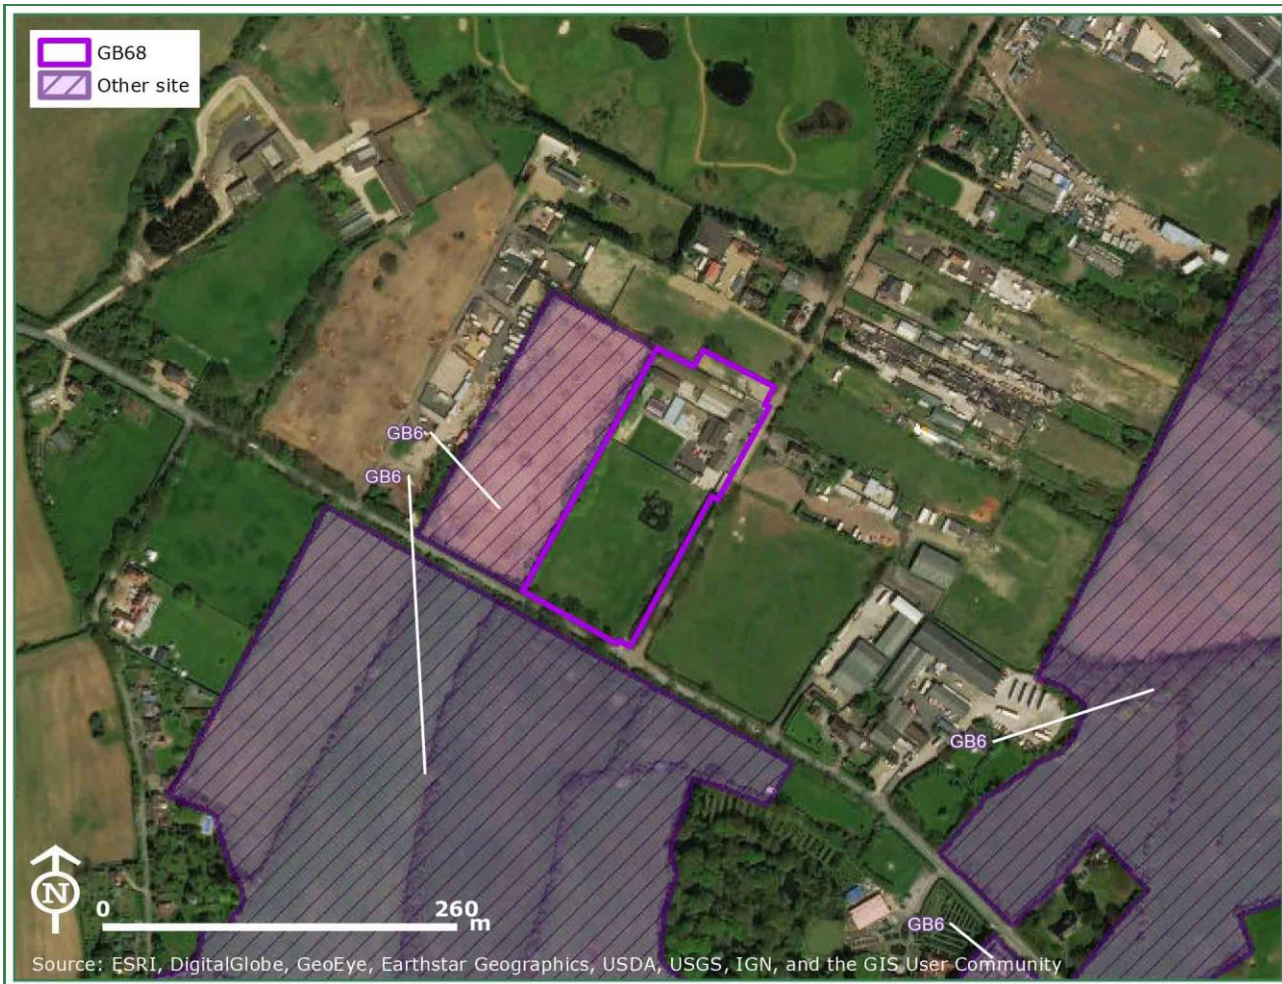 GB68
Other site
GB6
GB6
GB6
GB6
N
0 260 m
Source: ESRI, DigitalGlobe, GeoEye, Earthstar Geographics, USDA, USGS, IGN, and the GIS User Community